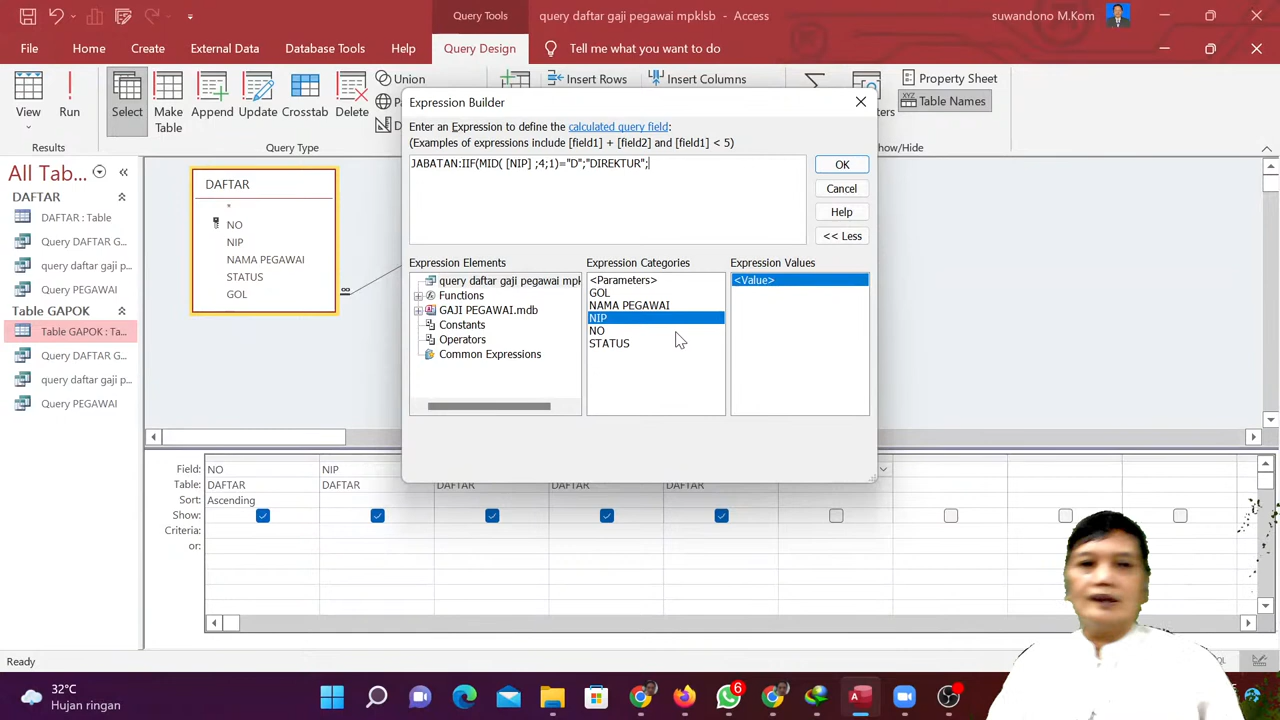 Query Tools
query daftar gaji pegawai mpklsb - Access
suwandono M.Kom
File
Home
Create
External Data
Database Tools
Help
Query Design
Tell me what you want to do
View
Run
Select
Make
Table
Append
Update
Crosstab
Delete
Union
Insert Rows
Insert Columns
Property Sheet
Table Names
Results
Query Type
Expression Builder
Enter an Expression to define the calculated query field:
(Examples of expressions include [field1] + [field2] and [field1] < 5)
JABATAN:IIF(MID( [NIP] ;4;1)="D";"DIREKTUR";
OK
Cancel
Help
<< Less
All Tab...
DAFTAR
DAFTAR : Table
Query DAFTAR G...
query daftar gaji p...
Query PEGAWAI
Table GAPOK
Table GAPOK : Ta...
Query DAFTAR G...
query daftar gaji p...
Query PEGAWAI
DAFTAR
*
NO
NIP
NAMA PEGAWAI
STATUS
GOL
Expression Elements
query daftar gaji pegawai mpk
Functions
GAJI PEGAWAI.mdb
Constants
Operators
Common Expressions
Expression Categories
<Parameters>
GOL
NAMA PEGAWAI
NIP
NO
STATUS
Expression Values
<Value>
Field: NO NIP
Table: DAFTAR DAFTAR DAFTAR DAFTAR DAFTAR
Sort: Ascending
Show:
Criteria:
or:
Ready
32°C
Hujan ringan
6